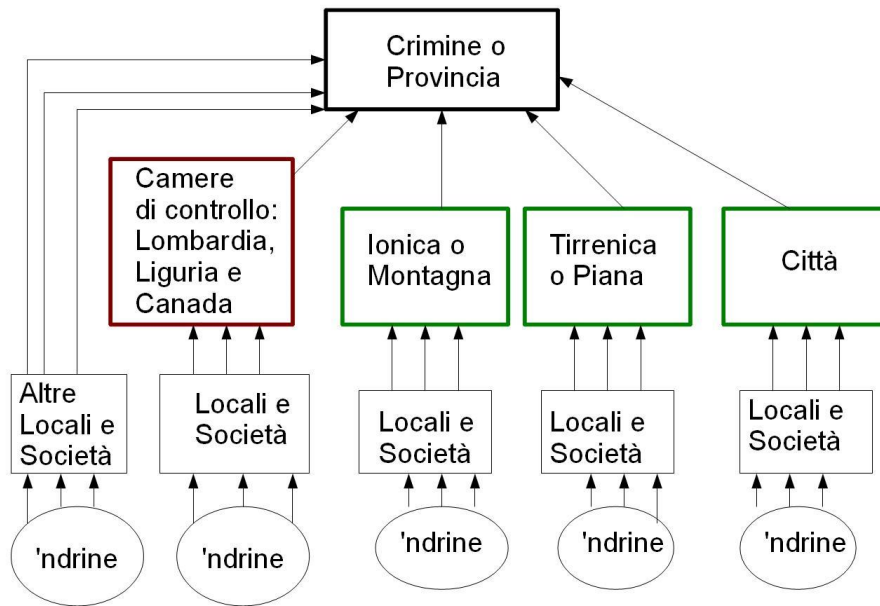 Crimine o
Provincia
Camere
di controllo:
Lombardia,
Liguria e
Canada
Ionica o
Montagna
Tirrenica
o Piana
Città
Altre
Locali e
Società
Locali e
Società
Locali e
Società
Locali e
Società
Locali e
Società
'ndrine
'ndrine
'ndrine
'ndrine
'ndrine